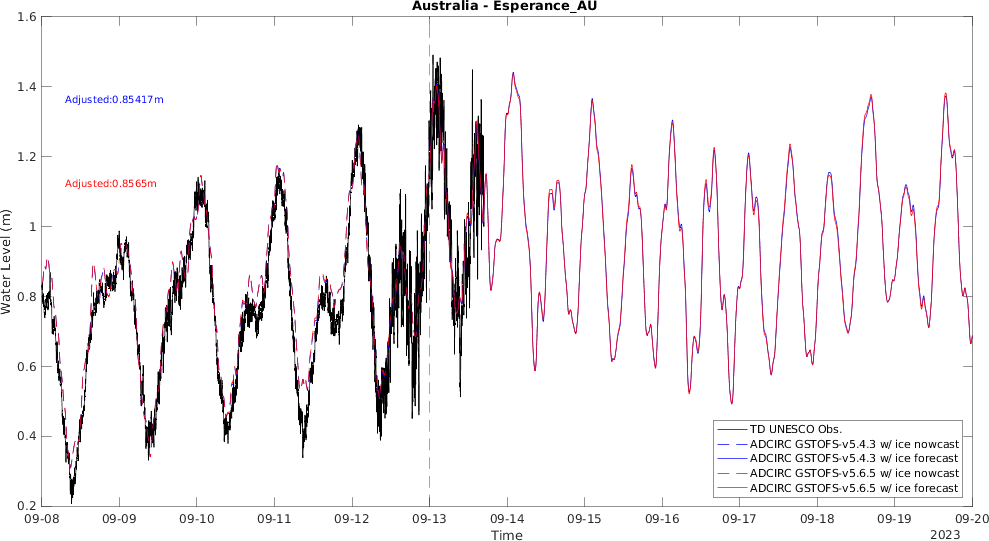 Australia - Esperance_AU
1.6
1.4
1.2
1
0.8
0.6
0.4
0.2
Water Level (m)
Adjusted:0.85417m
Adjusted:0.8565m
TD UNESCO Obs.
ADCIRC GSTOFS-v5.4.3 w/ ice nowcast
ADCIRC GSTOFS-v5.4.3 w/ ice forecast
ADCIRC GSTOFS-v5.6.5 w/ ice nowcast
ADCIRC GSTOFS-v5.6.5 w/ ice forecast
09-08 09-09 09-10 09-11 09-12 09-13 09-14 09-15 09-16 09-17 09-18 09-19 09-20
Time
2023